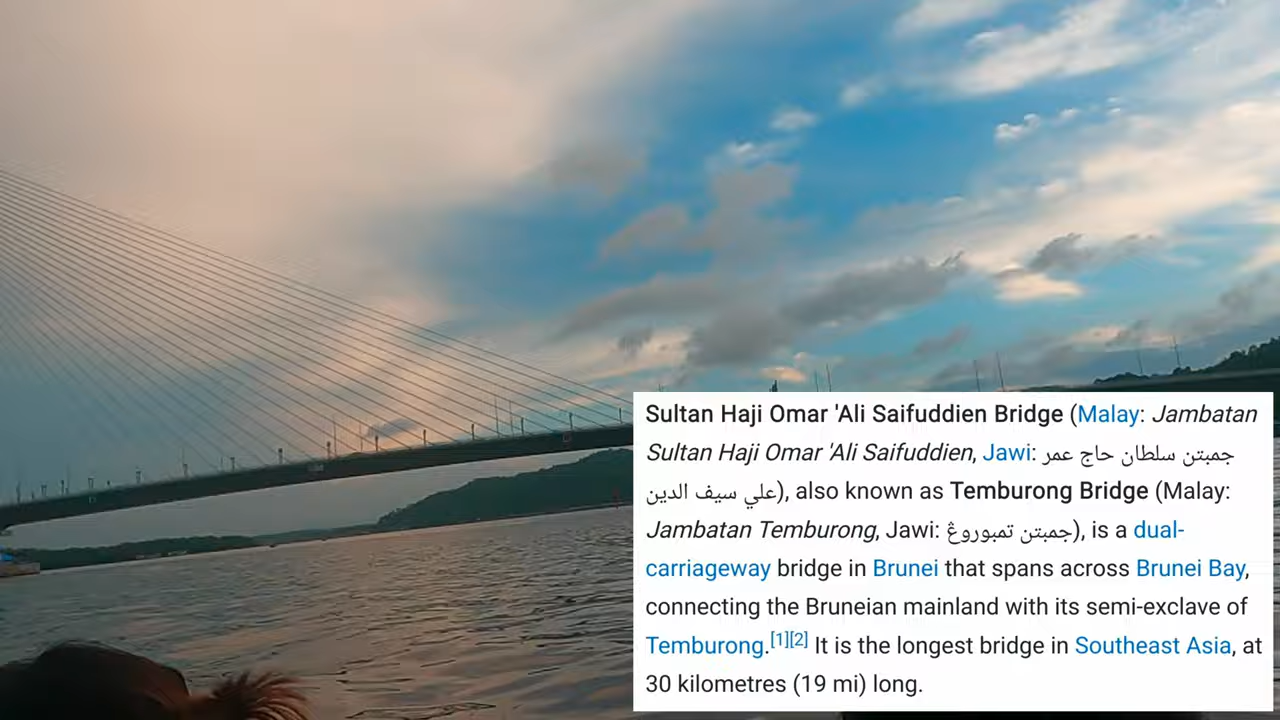 Sultan Haji Omar 'Ali Saifuddien Bridge (Malay: Jambatan
Sultan Haji Omar 'Ali Saifuddien, Jawi: جمبتن سلطان حاج عمر
علي سيف الدين), also known as Temburong Bridge (Malay:
Jambatan Temburong, Jawi: جمبتن تمبوروڠ), is a dual-
carriageway bridge in Brunei that spans across Brunei Bay,
connecting the Bruneian mainland with its semi-exclave of
Temburong.[1][2] It is the longest bridge in Southeast Asia, at
30 kilometres (19 mi) long.